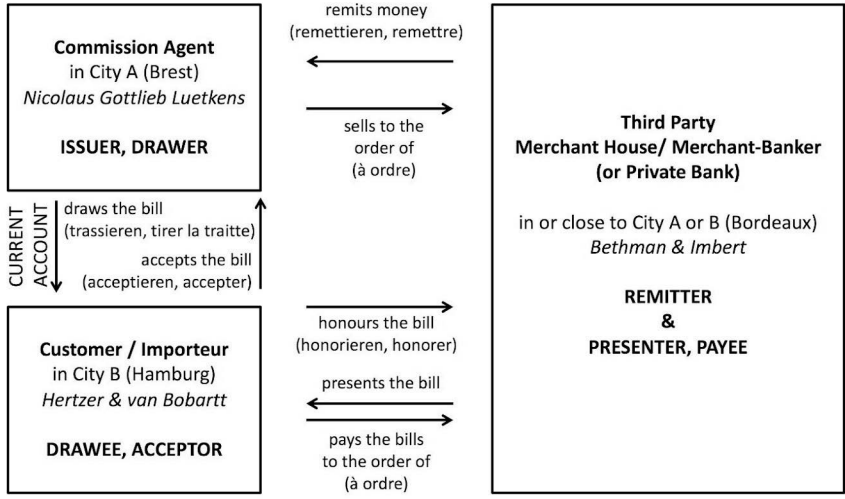 Commission Agent
in City A (Brest)
Nicolaus Gottlieb Luetkens
ISSUER, DRAWER
remits money
(remettieren, remettre)
sells to the
order of
(à ordre)
Third Party
Merchant House/ Merchant-Banker
(or Private Bank)
in or close to City A or B (Bordeaux)
Bethman & Imbert
REMITTER
&
PRESENTER, PAYEE
CURRENT
ACCOUNT
draws the bill
(trassieren, tirer la traitte)
accepts the bill
(acceptieren, accepter)
Customer / Importeur
in City B (Hamburg)
Hertzer & van Bobartt
DRAWEE, ACCEPTOR
honours the bill
(honorieren, honorer)
presents the bill
pays the bills
to the order of
(à ordre)